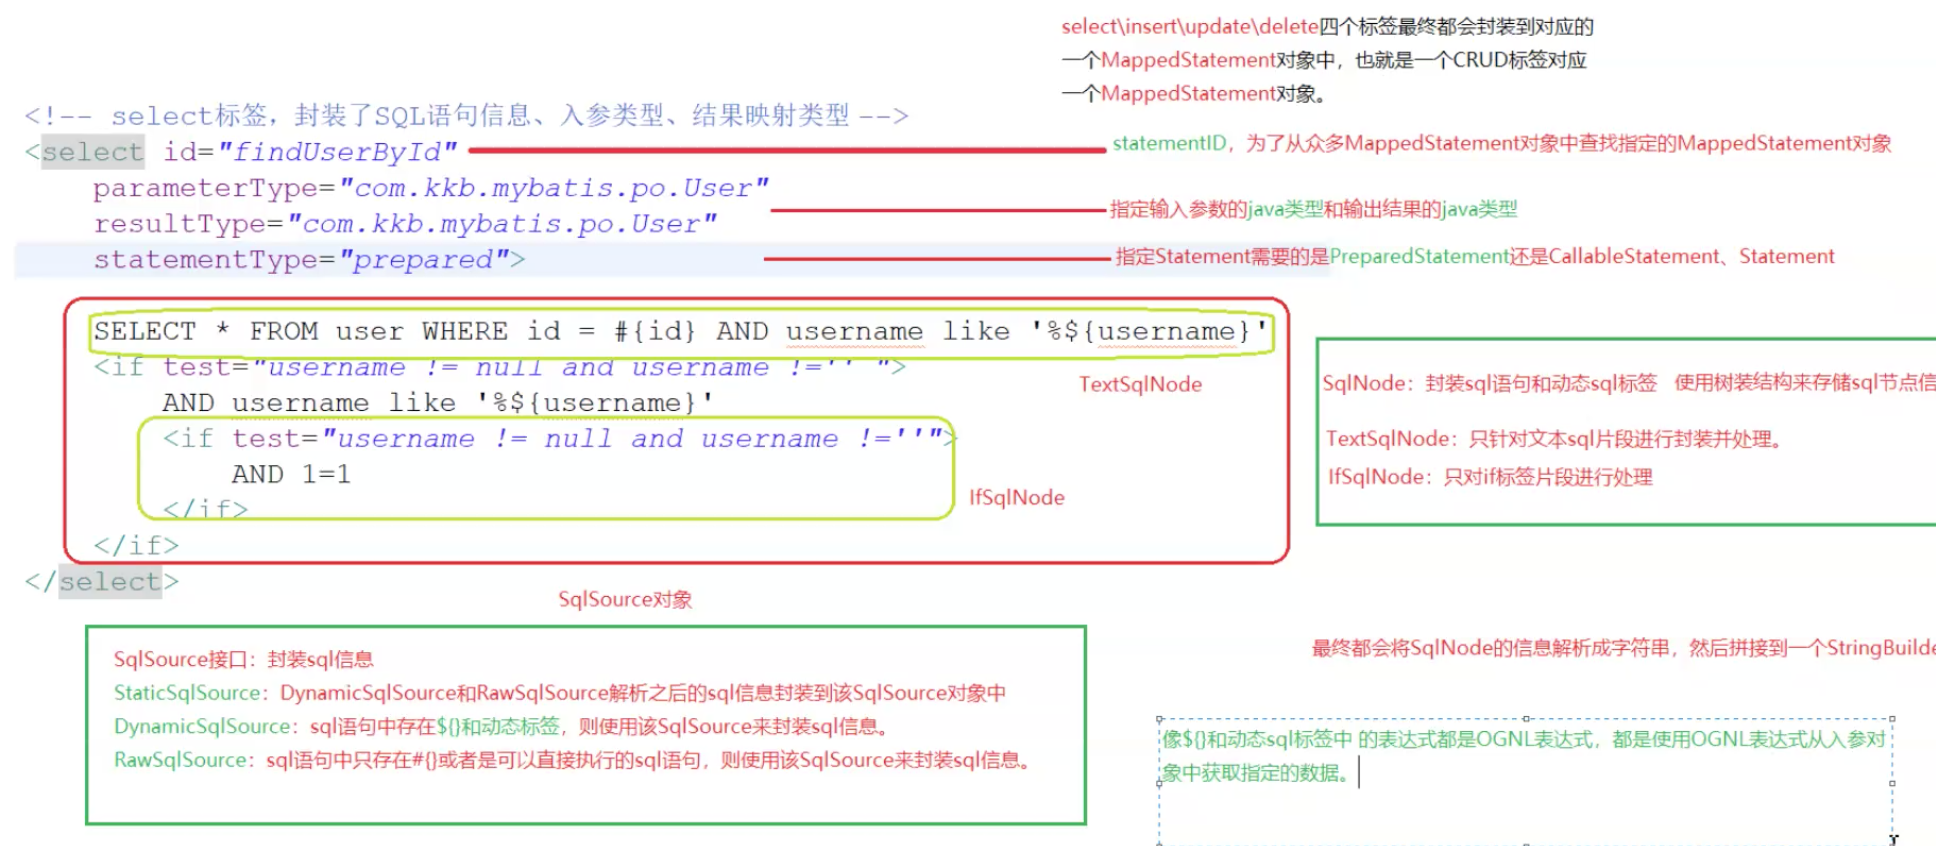 select\insert\update\delete四个标签最终都会封装到对应的
一个MappedStatement对象中，也就是一个CRUD标签对应
一个MappedStatement对象。
<!-- select标签，封装了SQL语句信息、入参类型、结果映射类型 -->
<select id="findUserById"
statementID，为了从众多MappedStatement对象中查找指定的MappedStatement对象
parameterType="com.kkb.mybatis.po.User"
resultType="com.kkb.mybatis.po.User"
指定输入参数的java类型和输出结果的java类型
statementType="prepared">
指定Statement需要的是PreparedStatement还是CallableStatement、Statement
SELECT * FROM user WHERE id = #{id} AND username like '%${username}'
<if test="username != null and username !='' ">
TextSqlNode
AND username like '%${username}'
<if test="username != null and username !=''">
AND 1=1
</if>
IfSqlNode
</if>
</select>
SqlNode：封装sql语句和动态sql标签 使用树装结构来存储sql节点信
TextSqlNode：只针对文本sql片段进行封装并处理。
IfSqlNode：只对if标签片段进行处理
SqlSource对象
SqlSource接口：封装sql信息
StaticSqlSource：DynamicSqlSource和RawSqlSource解析之后的sql信息封装到该SqlSource对象中
DynamicSqlSource：sql语句中存在${}和动态标签，则使用该SqlSource来封装sql信息。
RawSqlSource：sql语句中只存在#{}或者是可以直接执行的sql语句，则使用该SqlSource来封装sql信息。
最终都会将SqlNode的信息解析成字符串，然后拼接到一个StringBuilde
像${}和动态sql标签中 的表达式都是OGNL表达式，都是使用OGNL表达式从入参对
象中获取指定的数据。